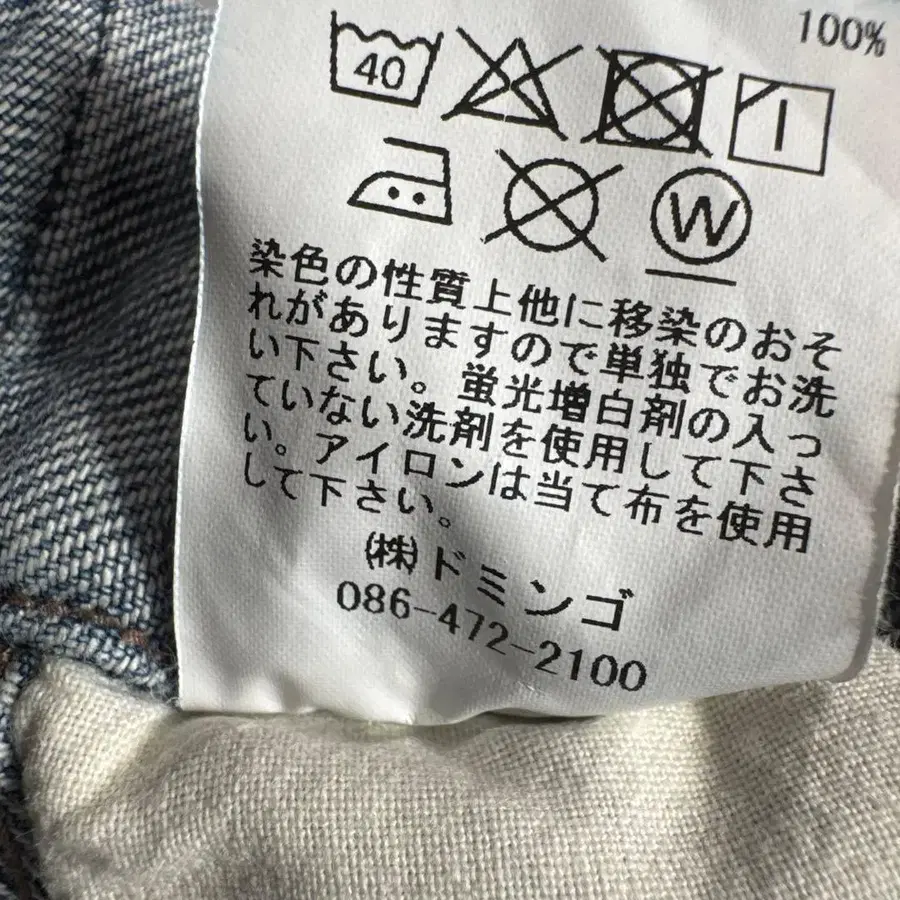 100%
40
W
染色の性質上他に移染のおそ
れがありますので単独でお洗
い下さい。蛍光増白剤の入っ
ていない洗剤を使用して下さ
い。アイロンは当て布を使用
して下さい。
(株)ドミンゴ
086-472-2100